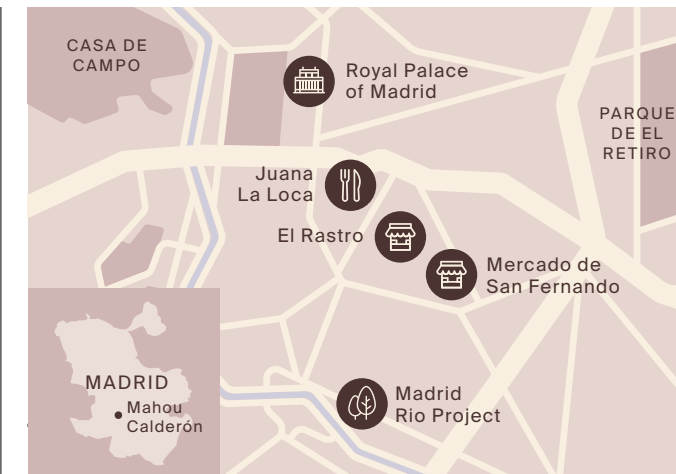 CASA DE
CAMPO
Royal Palace
of Madrid
PARQUE
DE EL
RETIRO
Juana
La Loca
El Rastro
Mercado de
San Fernando
MADRID
Mahou
Calderón
Madrid
Rio Project